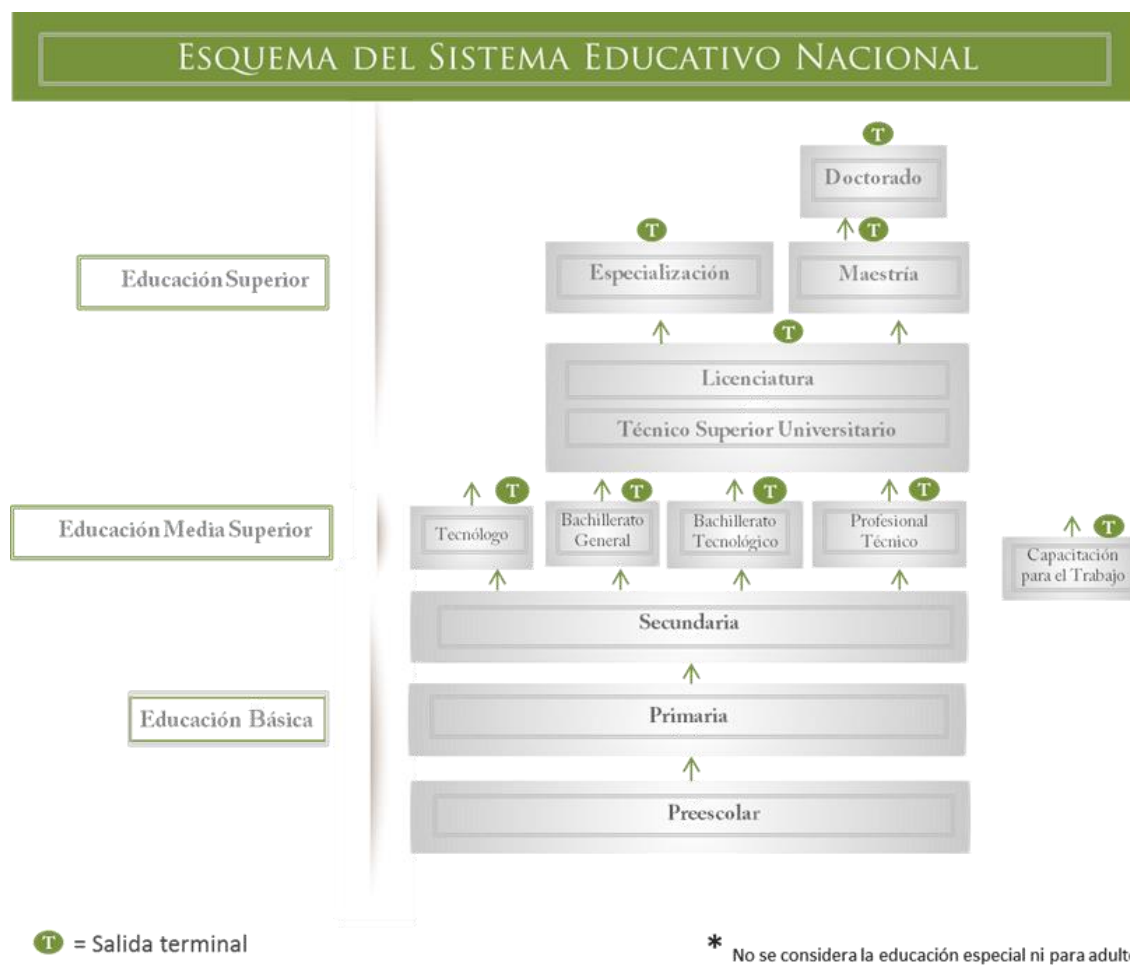 ESQUEMA DEL SISTEMA EDUCATIVO NACIONAL
T
Doctorado
T
T
Educación Superior
Especialización
Maestría
T
Licenciatura
Técnico Superior Universitario
T
T
T
T
Educación Media Superior
Tecnólogo
Bachillerato
General
Bachillerato
Tecnológico
Profesional
Técnico
T
Capacitación
para el Trabajo
Secundaria
Educación Básica
Primaria
Preescolar
T = Salida terminal
* No se considera la educación especial ni para adulto